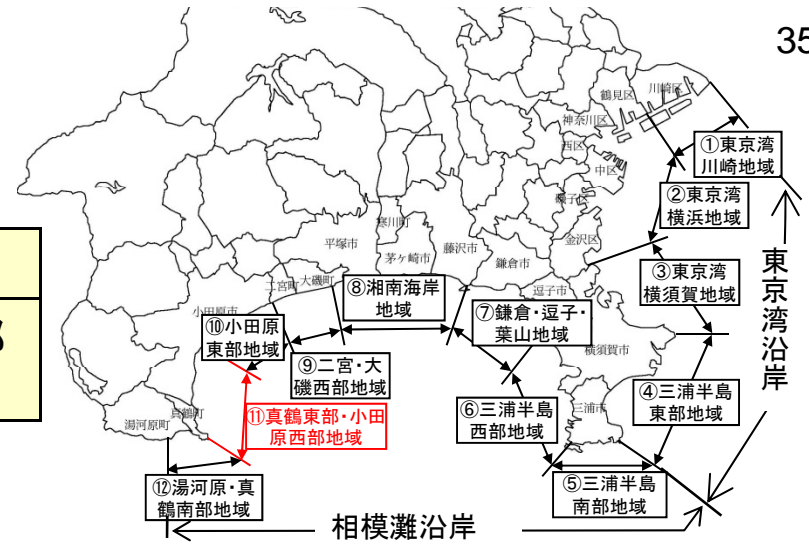 35
鶴見区
川崎区
神奈川区
西区
中区
磯子区
金沢区
①東京湾
川崎地域
②東京湾
横浜地域
③東京湾
横須賀地域
東京湾沿岸
寒川町
平塚市
茅ヶ崎市
藤沢市
鎌倉市
逗子市
大磯町
二宮町
小田原市
横須賀市
三浦市
真鶴町
湯河原町
⑧湘南海岸
地域
⑦鎌倉・逗子・
葉山地域
⑩小田原
東部地域
⑨二宮・大
磯西部地域
④三浦半島
東部地域
⑥三浦半島
西部地域
⑪真鶴東部・小田
原西部地域
⑫湯河原・真
鶴南部地域
⑤三浦半島
南部地域
相模灘沿岸